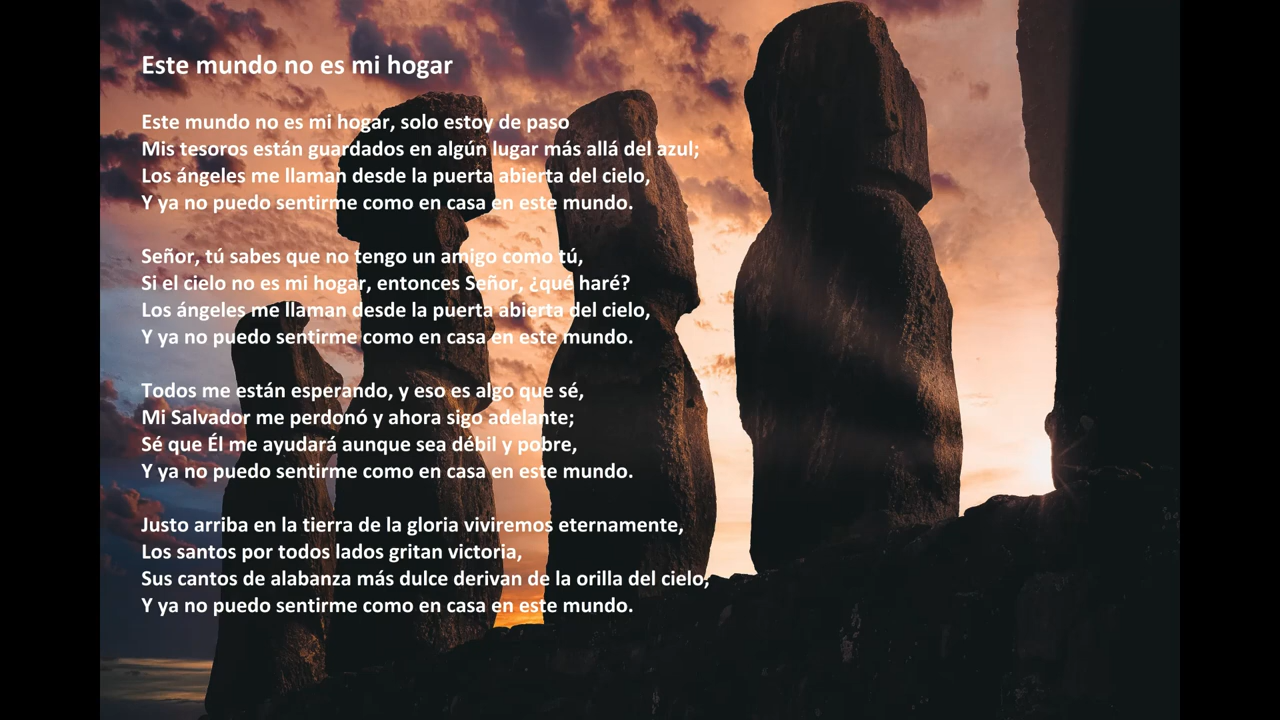 Este mundo no es mi hogar
Este mundo no es mi hogar, solo estoy de paso
Mis tesoros están guardados en algún lugar más allá del azul;
Los ángeles me llaman desde la puerta abierta del cielo,
Y ya no puedo sentirme como en casa en este mundo.
Señor, tú sabes que no tengo un amigo como tú,
Si el cielo no es mi hogar, entonces Señor, ¿qué haré?
Los ángeles me llaman desde la puerta abierta del cielo,
Y ya no puedo sentirme como en casa en este mundo.
Todos me están esperando, y eso es algo que sé,
Mi Salvador me perdonó y ahora sigo adelante;
Sé que Él me ayudará aunque sea débil y pobre,
Y ya no puedo sentirme como en casa en este mundo.
Justo arriba en la tierra de la gloria viviremos eternamente,
Los santos por todos lados gritan victoria,
Sus cantos de alabanza más dulce derivan de la orilla del cielo;
Y ya no puedo sentirme como en casa en este mundo.